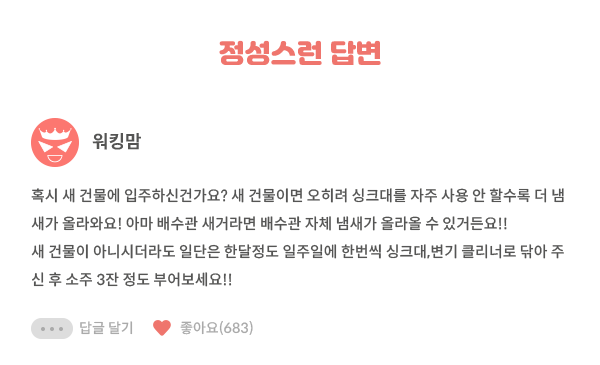 정성스런 답변
워킹맘
혹시 새 건물에 입주하신건가요? 새 건물이면 오히려 싱크대를 자주 사용 안 할수록 더 냄
새가 올라와요! 아마 배수관 새거라면 배수관 자체 냄새가 올라올 수 있거든요!!
새 건물이 아니시더라도 일단은 한달정도 일주일에 한번씩 싱크대,변기 클리너로 닦아 주
신 후 소주 3잔 정도 부어보세요!!
답글 달기 좋아요(683)